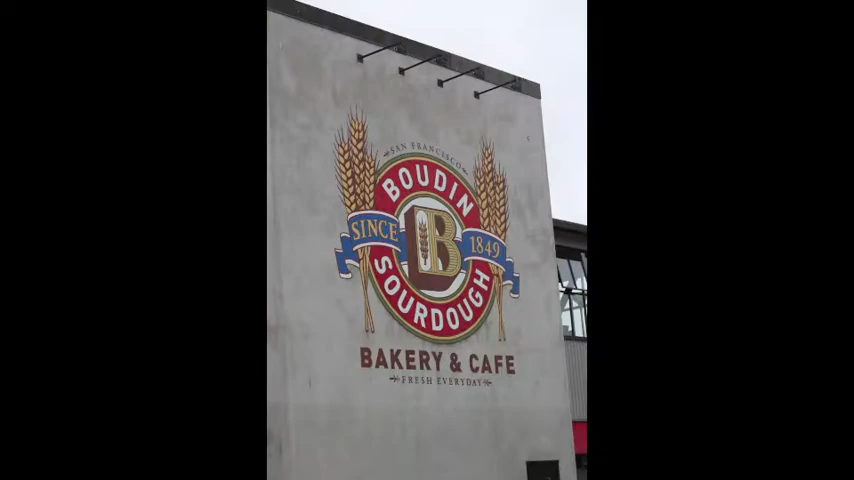 SAN FRANCISCO
BOUDIN
SINCE 1849
B
SOURDOUGH
BAKERY & CAFE
FRESH EVERYDAY